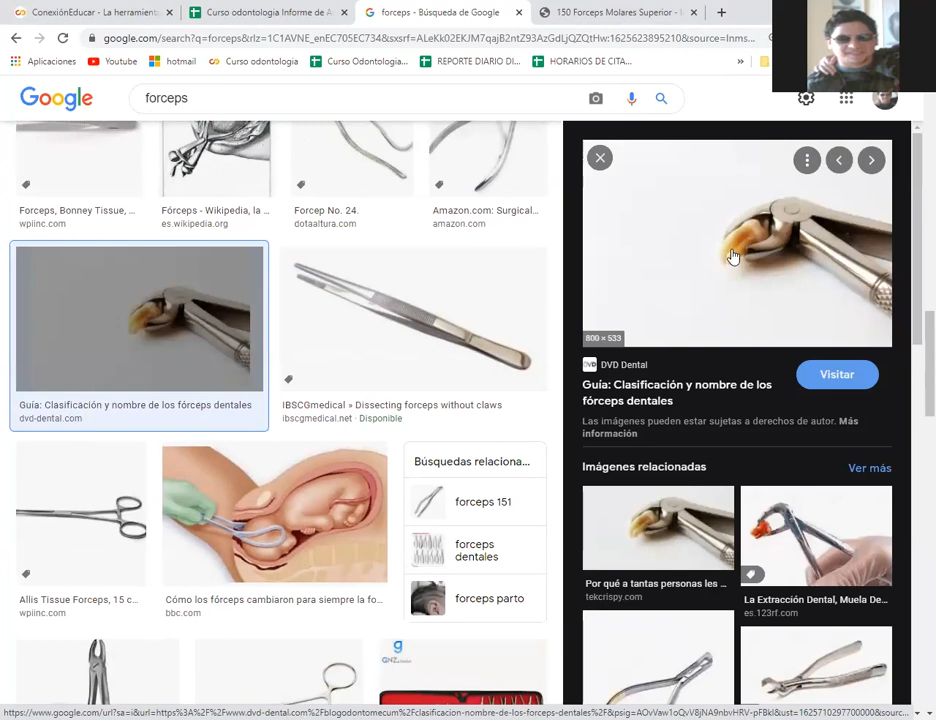 ConexiónEducar - La herramient
Curso odontologia Informe de A
forceps - Búsqueda de Google
150 Forceps Molares Superior - I
google.com/search?q=forceps&rlz=1C1AVNE_enEC705EC734&sxsrf=ALeKk02EKJM7qajB2ntZ93AzGdLjQZQtHw:1625623895210&source=lnms...
Aplicaciones
Youtube
hotmail
Curso odontologia
Curso Odontologia...
REPORTE DIARIO DI...
HORARIOS DE CITA...
»
Google
forceps
Forceps, Bonney Tissue, ...
wpiinc.com
Fórceps - Wikipedia, la ...
es.wikipedia.org
Forcep No. 24.
dotaaltura.com
Amazon.com: Surgical...
amazon.com
Guía: Clasificación y nombre de los fórceps dentales
dvd-dental.com
IBSCGmedical » Dissecting forceps without claws
ibscgmedical.net · Disponible
Allis Tissue Forceps, 15 c...
wpiinc.com
Cómo los fórceps cambiaron para siempre la fo...
bbc.com
Búsquedas relaciona...
forceps 151
forceps
dentales
forceps parto
GNZ
800 × 533
DVD Dental
Guía: Clasificación y nombre de los fórceps dentales
Visitar
Las imágenes pueden estar sujetas a derechos de autor. Más
información
Imágenes relacionadas
Ver más
Por qué a tantas personas les ...
tekcrispy.com
La Extracción Dental, Muela De...
es.123rf.com
https://www.google.com/url?sa=i&url=https%3A%2F%2Fwww.dvd-dental.com%2Fblogodontomecum%2Fclasificacion-nombre-de-los-forceps-dentales%2F&psig=AOvVaw1oQvV8jNA9nbvHRV-pFBkI&ust=1625710297700000&sourc...